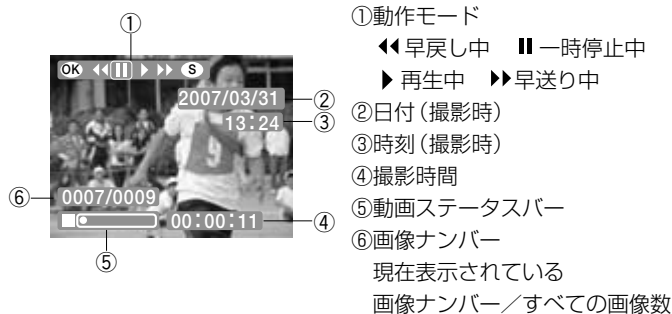 ①
OK ◀◀ ⏸ ▶ ▶▶ S
2007/03/31 ②
13:24 ③
9
⑥ 0007/0009
00:00:11 ④
⑤
①動作モード
◀◀早戻し中 ⏸一時停止中
▶再生中 ▶▶早送り中
②日付(撮影時)
③時刻(撮影時)
④撮影時間
⑤動画ステータスバー
⑥画像ナンバー
現在表示されている
画像ナンバー／すべての画像数